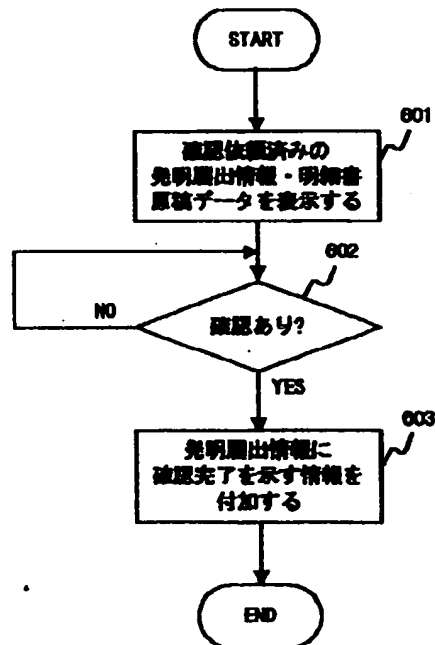 START
601
確認依頼済みの
発明届出情報・明細書
原稿データを表示する
602
NO
確認あり?
YES
603
発明届出情報に
確認完了を示す情報を
付加する
END